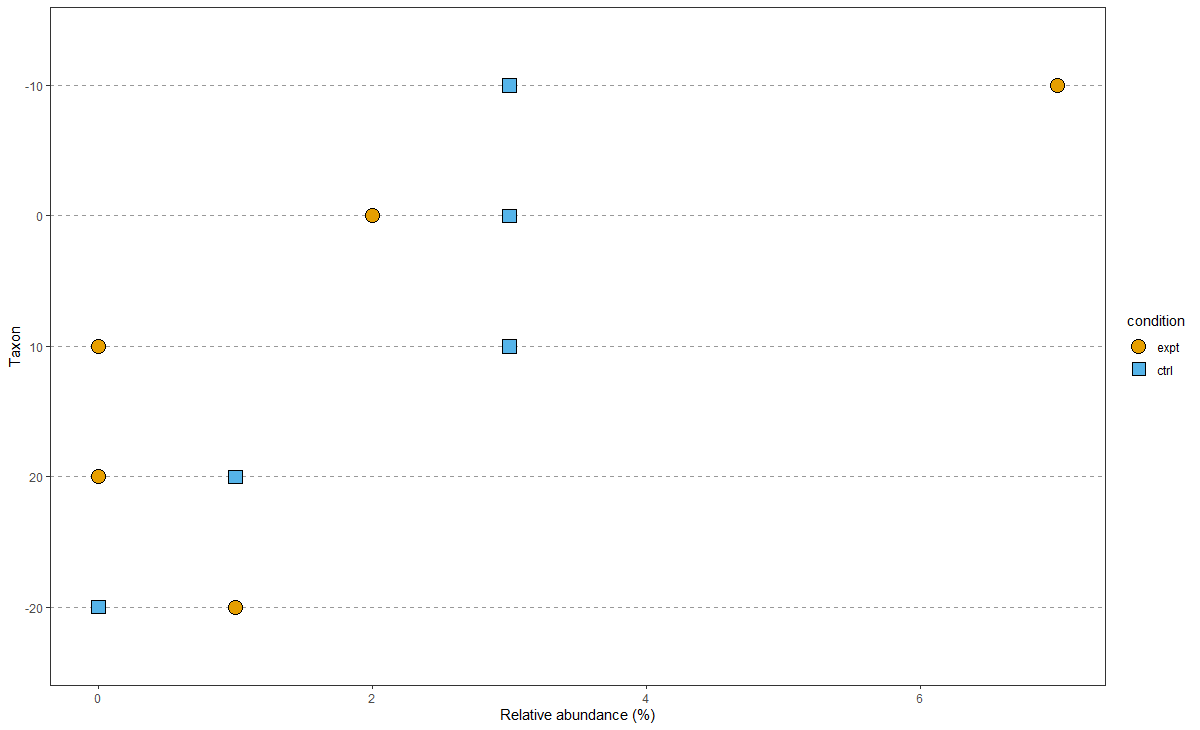 -10
0
10
20
-20
Taxon
0 2 4 6
Relative abundance (%)
condition
expt
ctrl